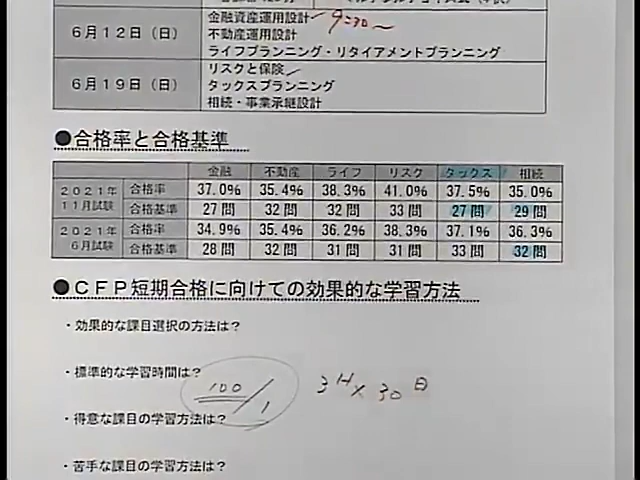 金融資産運用設計 9:30～
6月12日（日） 不動産運用設計
ライフプランニング・リタイアメントプランニング
リスクと保険
6月19日（日） タックスプランニング
相続・事業承継設計
●合格率と合格基準
金融 不動産 ライフ リスク タックス 相続
2021年11月試験 合格率 37.0% 35.4% 38.3% 41.0% 37.5% 35.0%
合格基準 27問 32問 32問 33問 27問 29問
2021年6月試験 合格率 34.9% 35.4% 36.2% 38.3% 37.1% 36.3%
合格基準 28問 32問 31問 31問 33問 32問
●ＣＦＰ短期合格に向けての効果的な学習方法
・効果的な課目選択の方法は？
・標準的な学習時間は？
100/1 3H×30日
・得意な課目の学習方法は？
・苦手な課目の学習方法は？